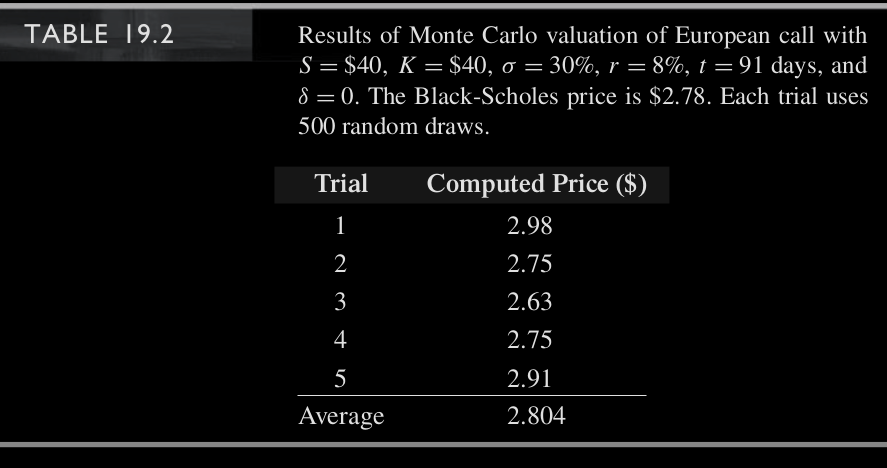 TABLE 19.2
Results of Monte Carlo valuation of European call with
S = $40, K = $40, σ = 30%, r = 8%, t = 91 days, and
δ = 0. The Black-Scholes price is $2.78. Each trial uses
500 random draws.
Trial Computed Price ($)
1 2.98
2 2.75
3 2.63
4 2.75
5 2.91
Average 2.804